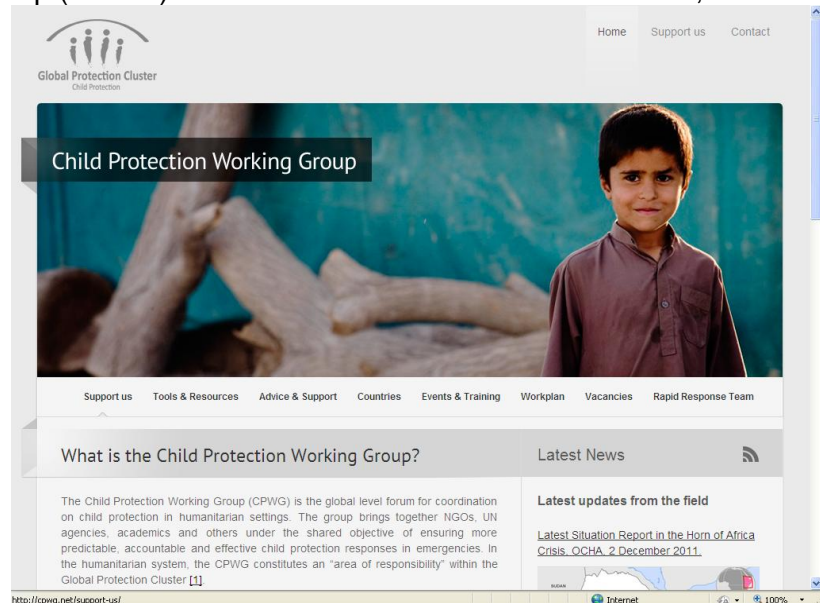 Home Support us Contact
Global Protection Cluster
Child Protection
Child Protection Working Group
Support us Tools & Resources Advice & Support Countries Events & Training Workplan Vacancies Rapid Response Team
What is the Child Protection Working Group?
Latest News
The Child Protection Working Group (CPWG) is the global level forum for coordination
on child protection in humanitarian settings. The group brings together NGOs, UN
agencies, academics and others under the shared objective of ensuring more
predictable, accountable and effective child protection responses in emergencies. In
the humanitarian system, the CPWG constitutes an “area of responsibility” within the
Global Protection Cluster [1].
Latest updates from the field
Latest Situation Report in the Horn of Africa
Crisis. OCHA, 2 December 2011.
SUDAN
http://cpwg.net/support-us/ Internet 100%